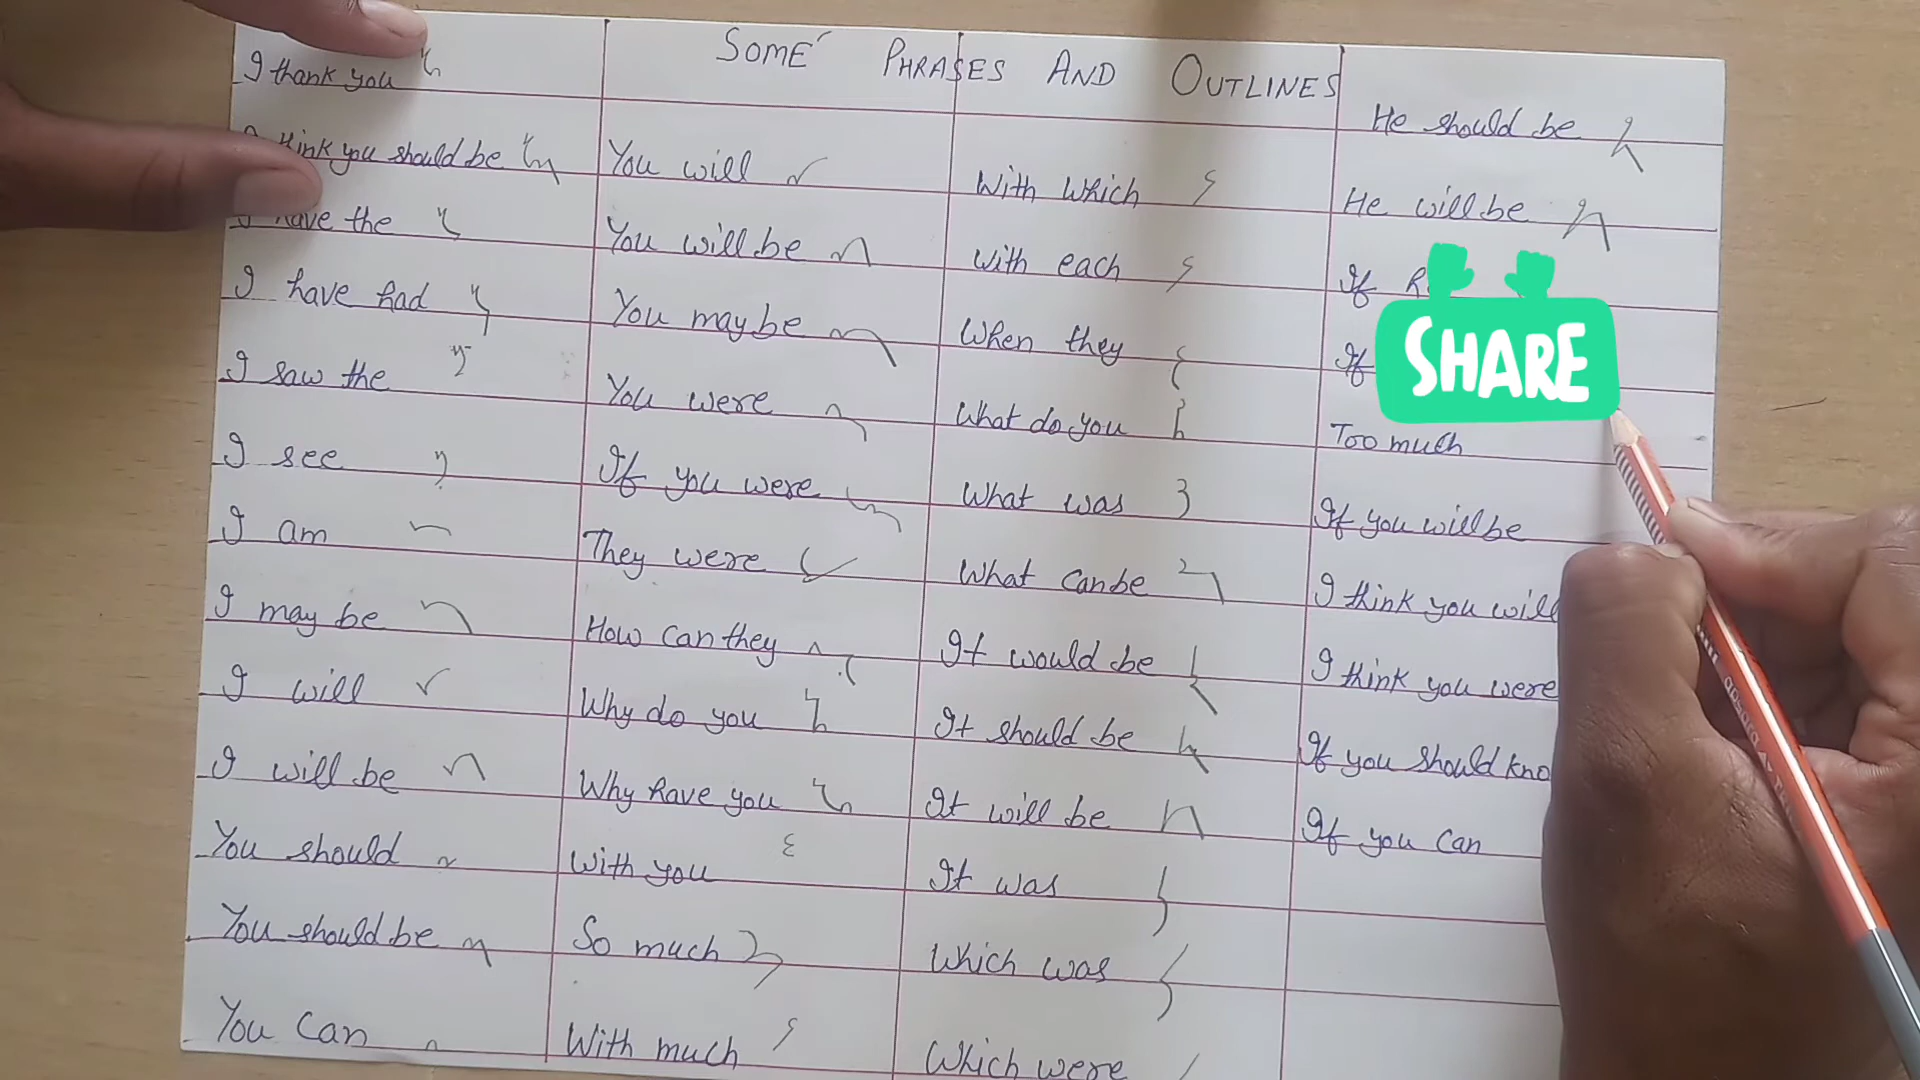 SOME PHRASES AND OUTLINES
I thank you
think you should be
have the
I have had
I saw the
I see
I am
I may be
I will
I will be
You should
You should be
You can
You will
You will be
You may be
You were
If you were
They were
How can they
Why do you
Why have you
With you
So much
With much
With which
With each
When they
What do you
What was
What can be
It would be
It should be
It will be
It was
Which was
Which were
He should be
He will be
If
If
SHARE
Too much
If you will be
I think you will
I think you were
If you should kno
If you can
apsara